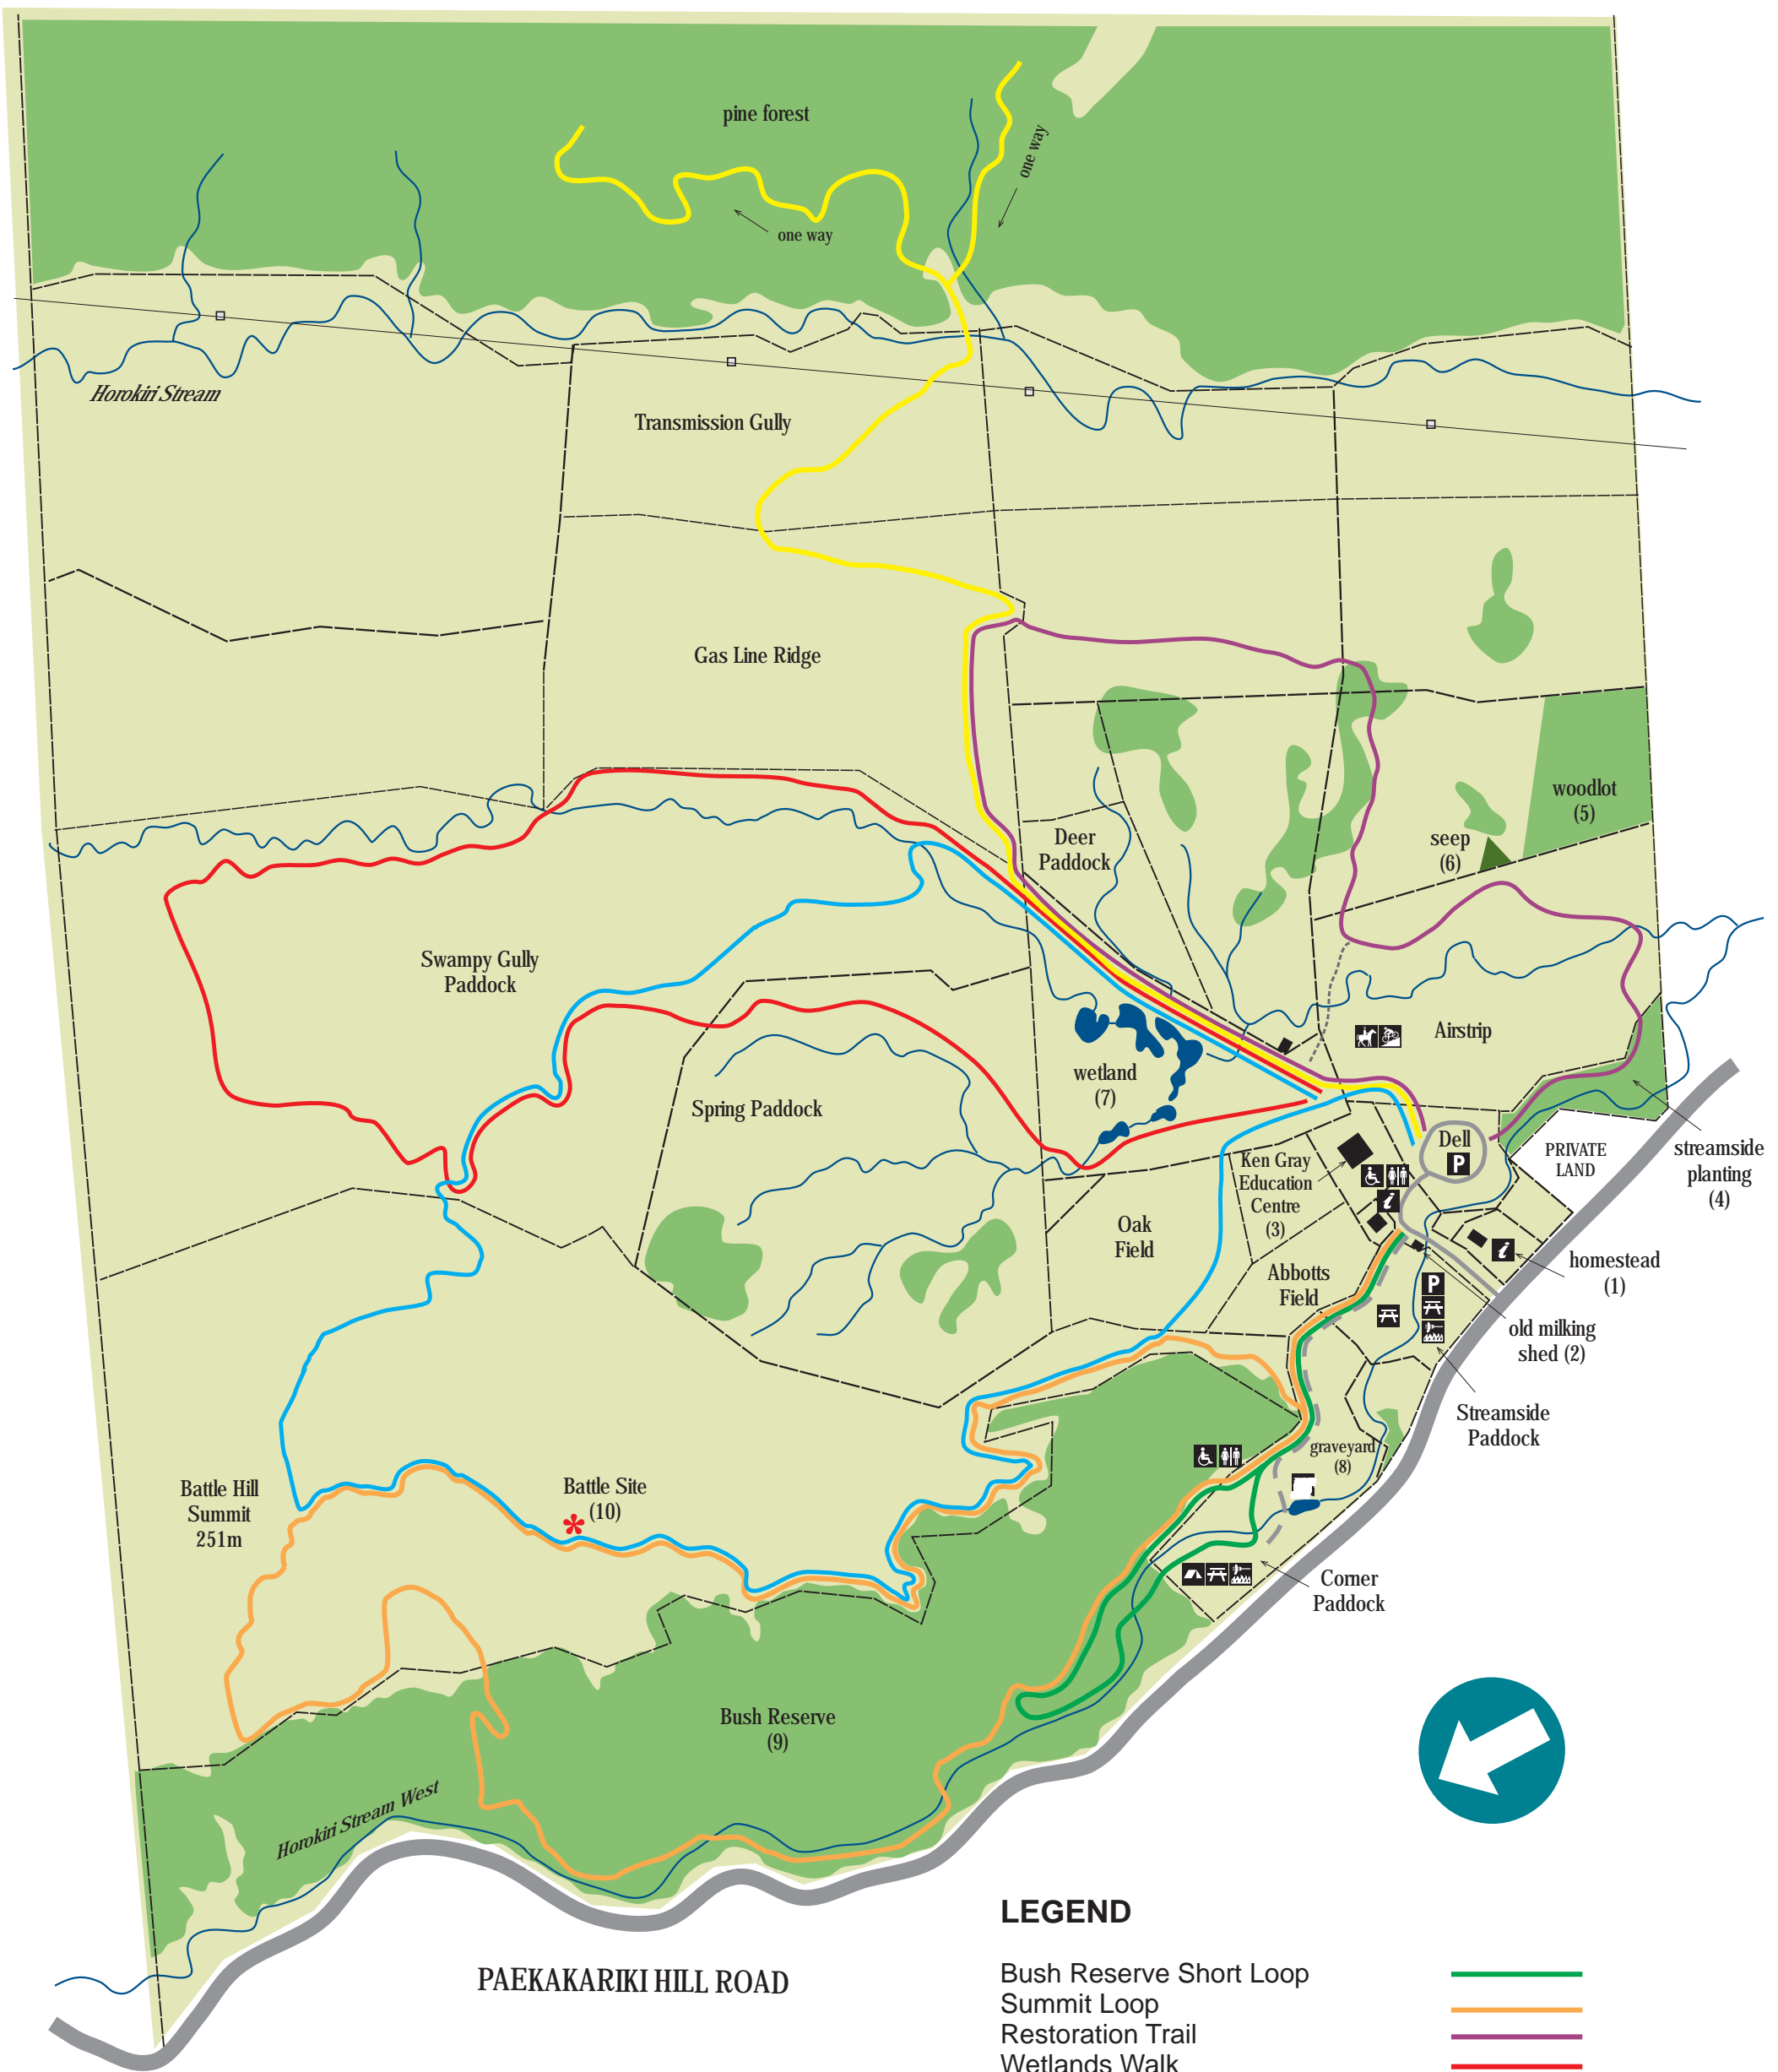 pine forest
one way
one way
Horokiri Stream
Transmission Gully
Gas Line Ridge
woodlot
(5)
Deer
Paddock
seep
(6)
Swampy Gully
Paddock
Airstrip
wetland
(7)
Spring Paddock
Dell
P
PRIVATE
LAND
streamside
planting
(4)
Ken Gray
Education
Centre
(3)
i
Oak
Field
i
homestead
(1)
Abbotts
Field
P
old milking
shed (2)
Streamside
Paddock
graveyard
(8)
Battle Hill
Summit
251m
Battle Site
(10)
*
Corner
Paddock
Bush Reserve
(9)
Horokiri Stream West
PAEKAKARIKI HILL ROAD
LEGEND
Bush Reserve Short Loop
Summit Loop
Restoration Trail
Wetlands Walk